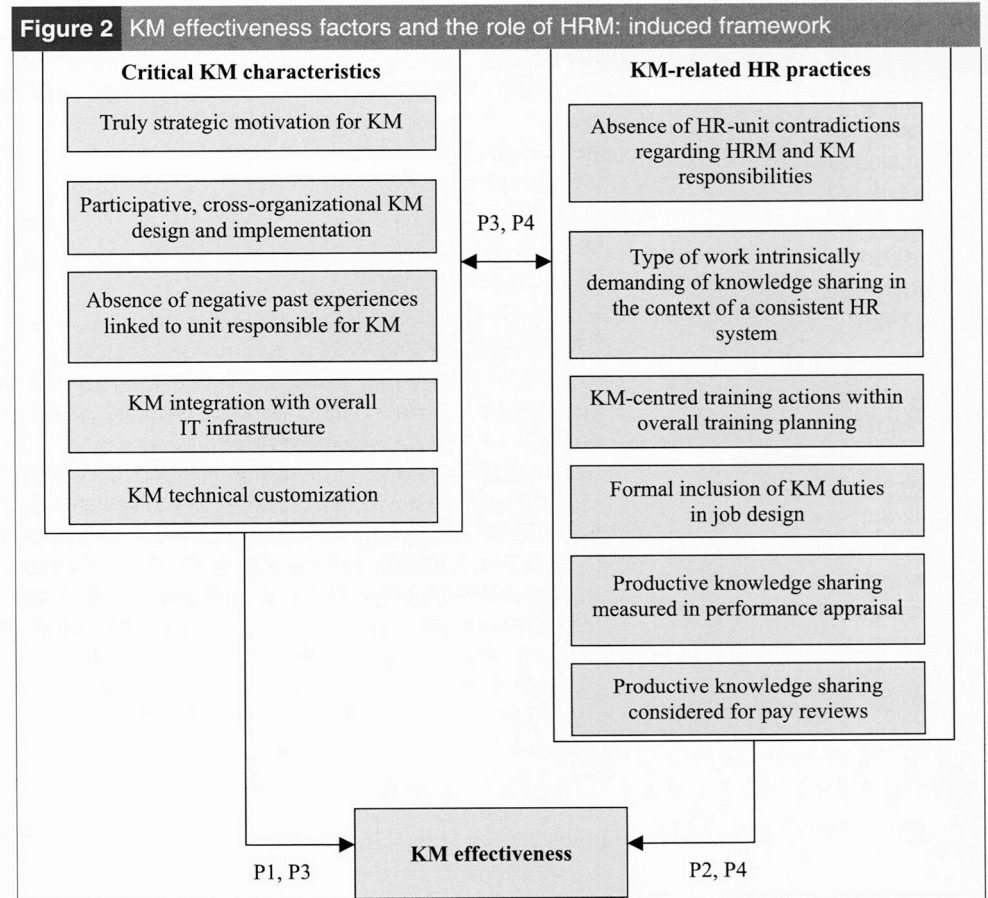 Figure 2 KM effectiveness factors and the role of HRM: induced framework
Critical KM characteristics
Truly strategic motivation for KM
Participative, cross-organizational KM
design and implementation
Absence of negative past experiences
linked to unit responsible for KM
KM integration with overall
IT infrastructure
KM technical customization
P3, P4
KM-related HR practices
Absence of HR-unit contradictions
regarding HRM and KM
responsibilities
Type of work intrinsically
demanding of knowledge sharing in
the context of a consistent HR
system
KM-centred training actions within
overall training planning
Formal inclusion of KM duties
in job design
Productive knowledge sharing
measured in performance appraisal
Productive knowledge sharing
considered for pay reviews
P1, P3
KM effectiveness
P2, P4